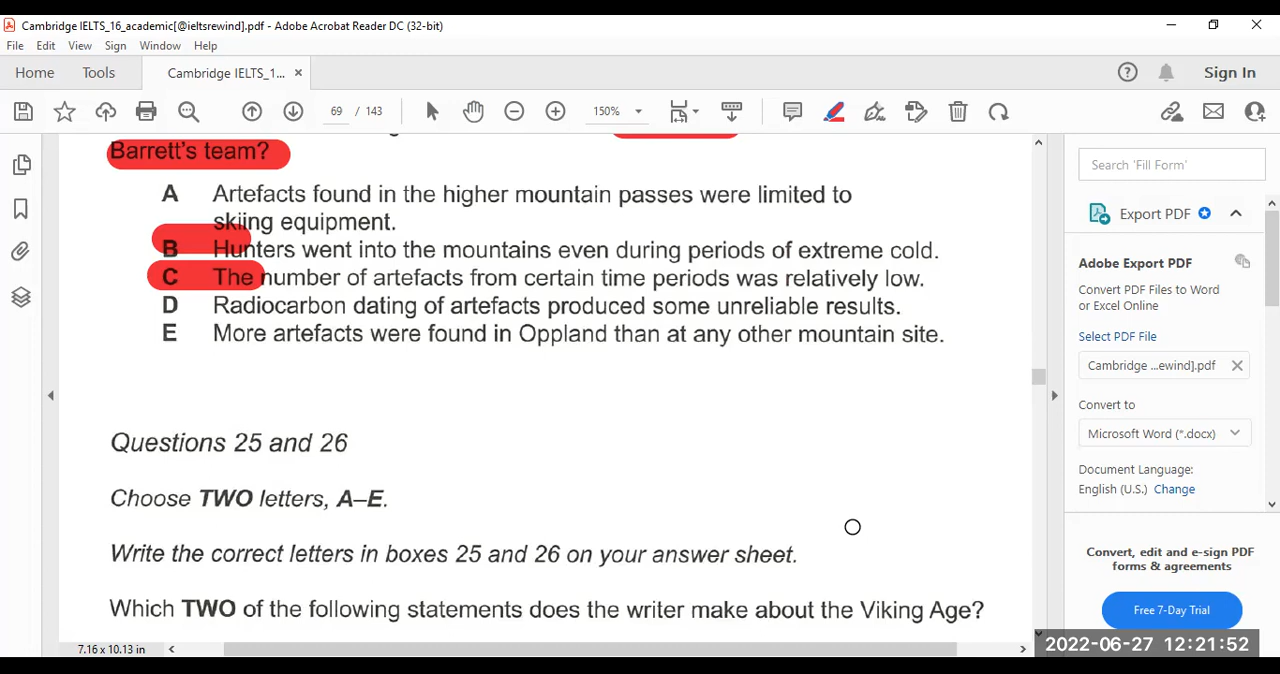 Cambridge IELTS_16_academic[@ieltsrewind].pdf - Adobe Acrobat Reader DC (32-bit)
File Edit View Sign Window Help
Home Tools Cambridge IELTS_1... × Sign In
69 / 143 150%
Barrett's team?
A Artefacts found in the higher mountain passes were limited to
skiing equipment.
B Hunters went into the mountains even during periods of extreme cold.
C The number of artefacts from certain time periods was relatively low.
D Radiocarbon dating of artefacts produced some unreliable results.
E More artefacts were found in Oppland than at any other mountain site.
Questions 25 and 26
Choose TWO letters, A–E.
Write the correct letters in boxes 25 and 26 on your answer sheet.
Which TWO of the following statements does the writer make about the Viking Age?
7.16 x 10.13 in
Search 'Fill Form'
Export PDF
Adobe Export PDF
Convert PDF Files to Word
or Excel Online
Select PDF File
Cambridge ...ewind].pdf
Convert to
Microsoft Word (*.docx)
Document Language:
English (U.S.) Change
Convert, edit and e-sign PDF
forms & agreements
Free 7-Day Trial
2022-06-27 12:21:52